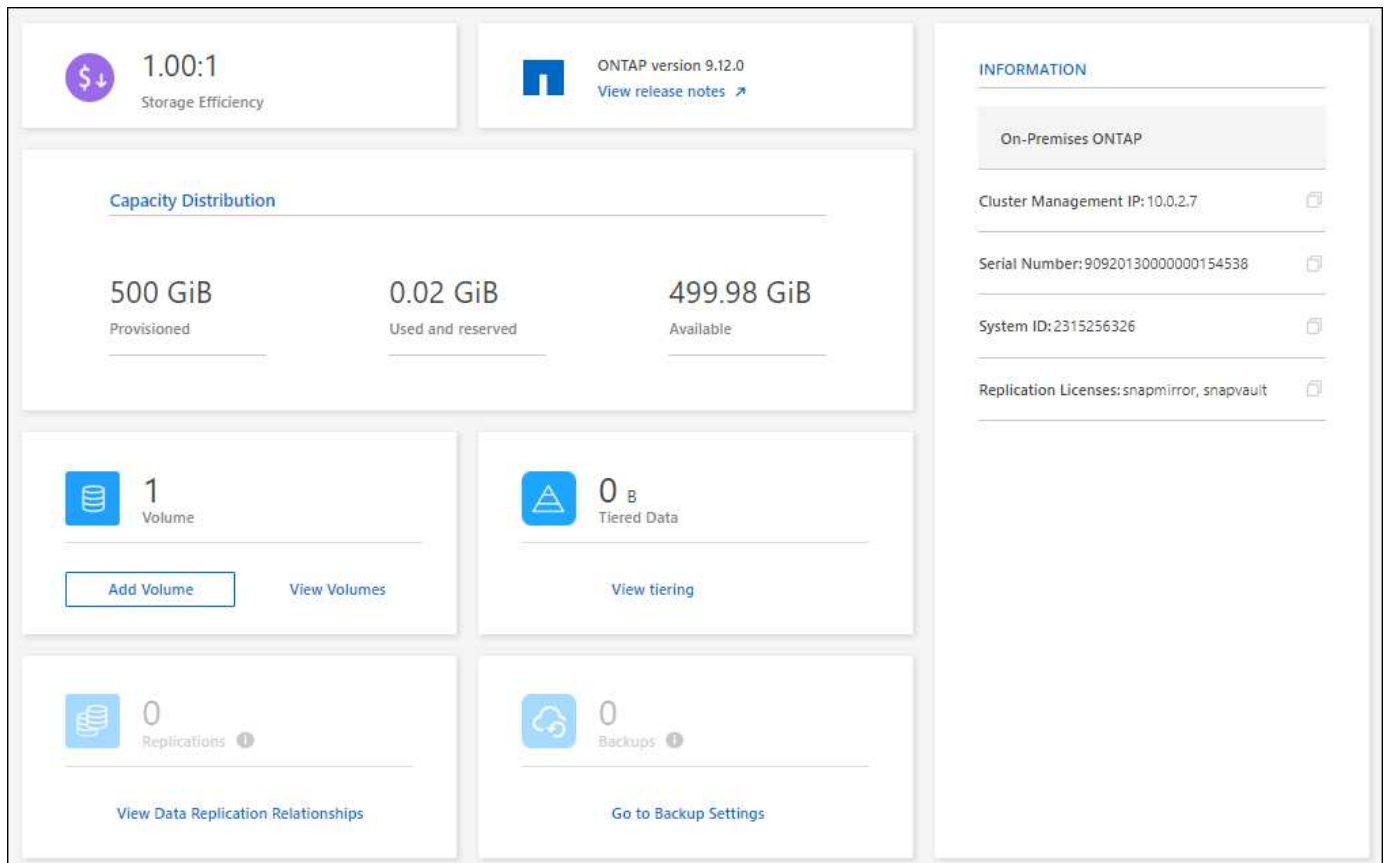 1.00:1
Storage Efficiency
ONTAP version 9.12.0
View release notes ↗
Capacity Distribution
500 GiB
Provisioned
0.02 GiB
Used and reserved
499.98 GiB
Available
1
Volume
Add Volume
View Volumes
0 B
Tiered Data
View tiering
0
Replications
View Data Replication Relationships
0
Backups
Go to Backup Settings
INFORMATION
On-Premises ONTAP
Cluster Management IP: 10.0.2.7
Serial Number: 90920130000000154538
System ID: 2315256326
Replication Licenses: snapmirror, snapvault